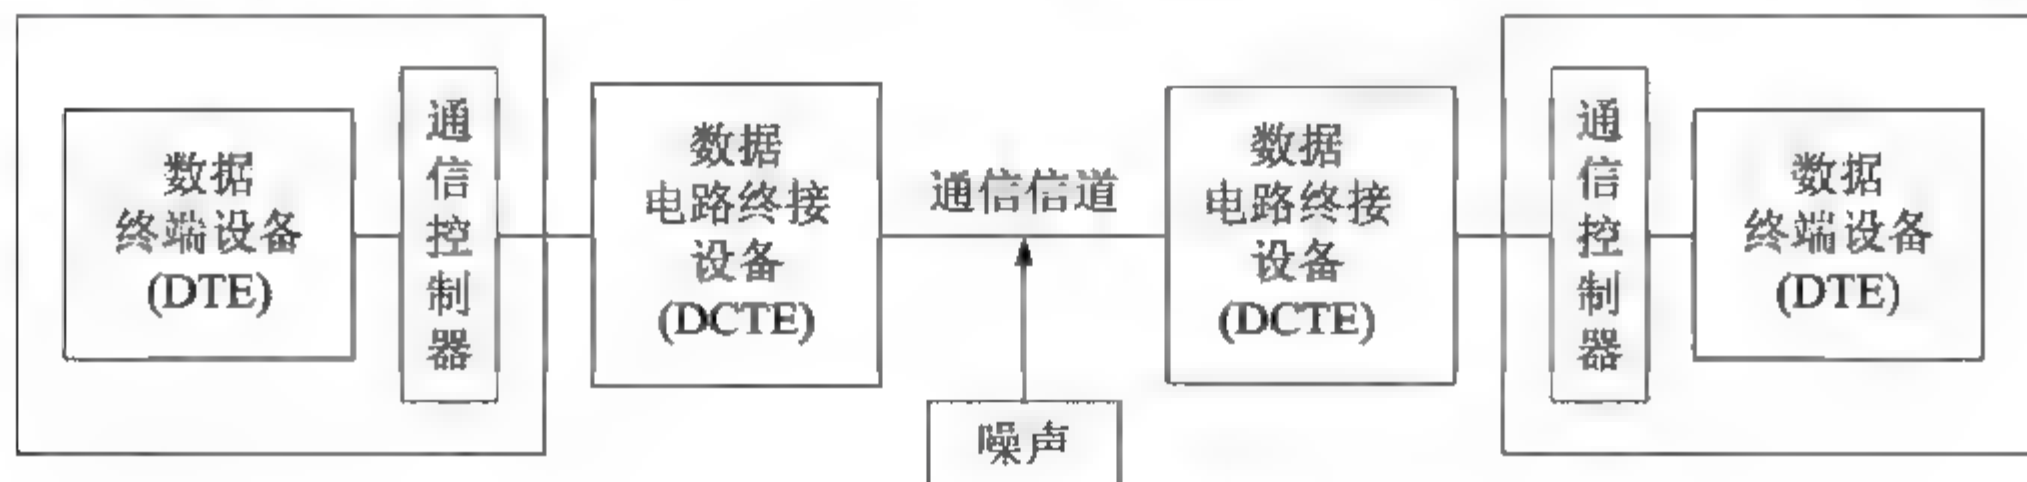 数据
终端设备
(DTE)
通信控制器
数据
电路终接
设备
(DCTE)
通信信道
噪声
数据
电路终接
设备
(DCTE)
通信控制器
数据
终端设备
(DTE)